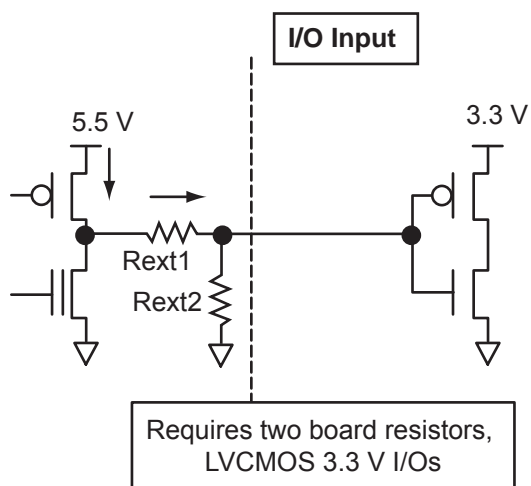 I/O Input
5.5 V
3.3 V
Rext1
Rext2
Requires two board resistors,
LVCMOS 3.3 V I/Os